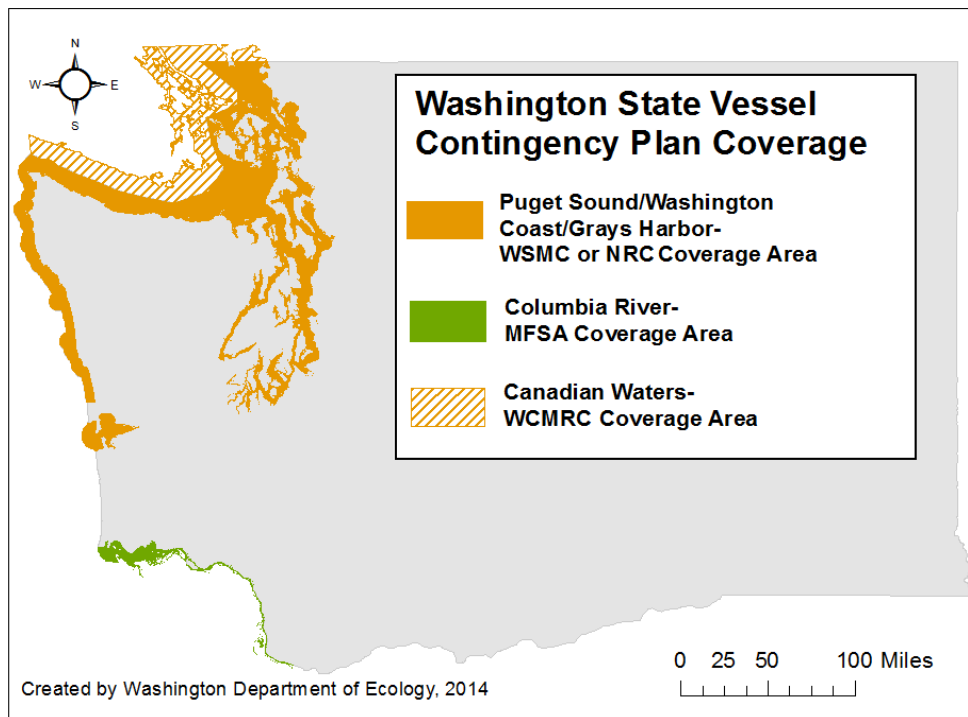 N
W E
S
Washington State Vessel
Contingency Plan Coverage
Puget Sound/Washington
Coast/Grays Harbor-
WSMC or NRC Coverage Area
Columbia River-
MFSA Coverage Area
Canadian Waters-
WCMRC Coverage Area
0 25 50 100 Miles
Created by Washington Department of Ecology, 2014